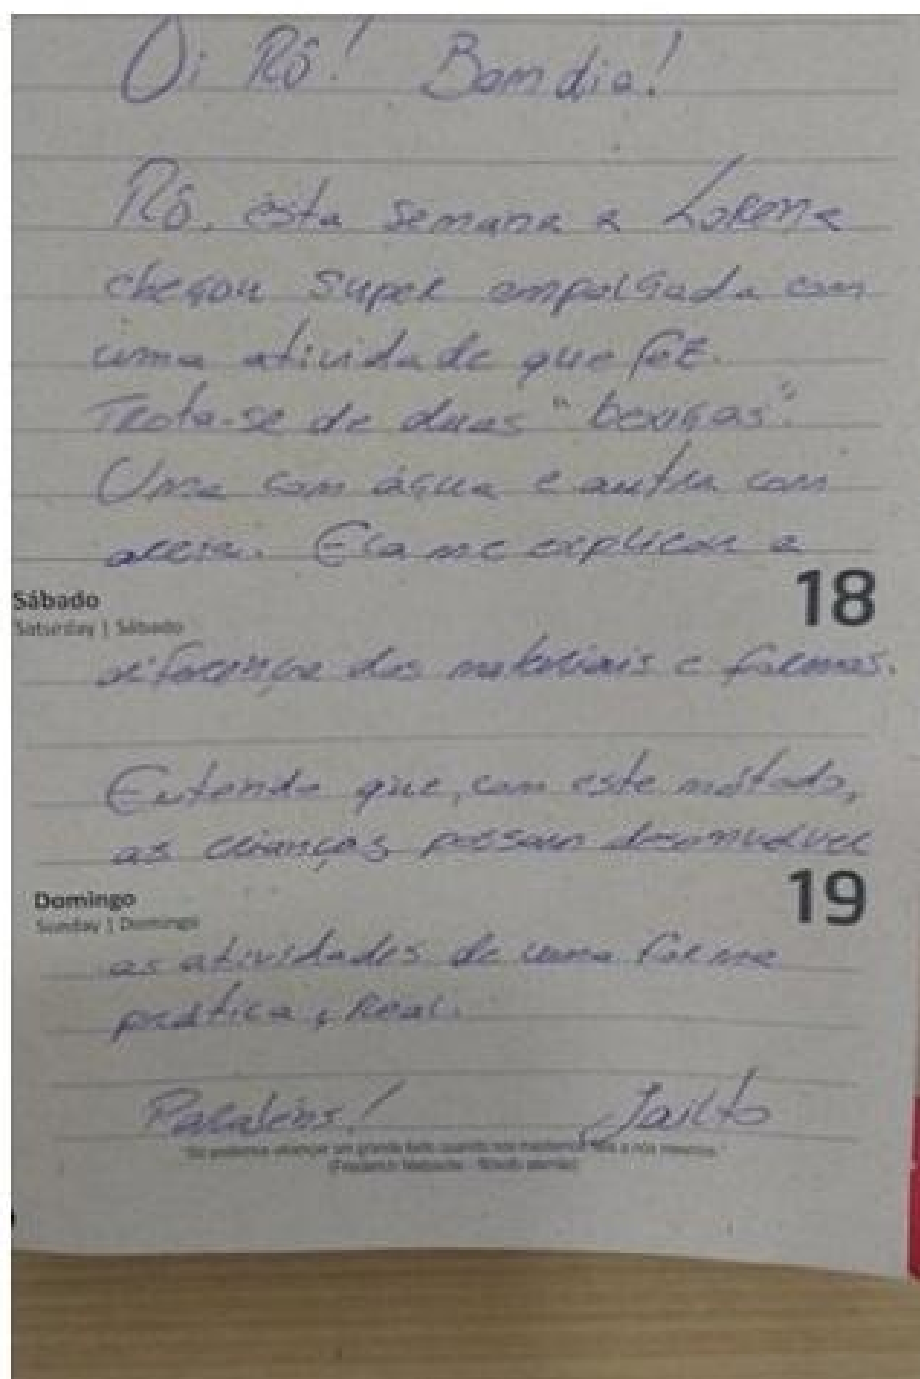 Oi Rô! Bom dia!
Rô, esta semana a Lorena
chegou super empolgada com
uma atividade que fez.
Trata-se de duas "bexigas".
Uma com água e outra com
areia. Ela me explicou a
Sábado
18
Saturday | Sábado
diferença dos materiais e formas.
Entendo que, com este método,
as crianças possam desenvolver
Domingo
19
Sunday | Domingo
as atividades de uma forma
prática, real.
Parabéns! Jailto